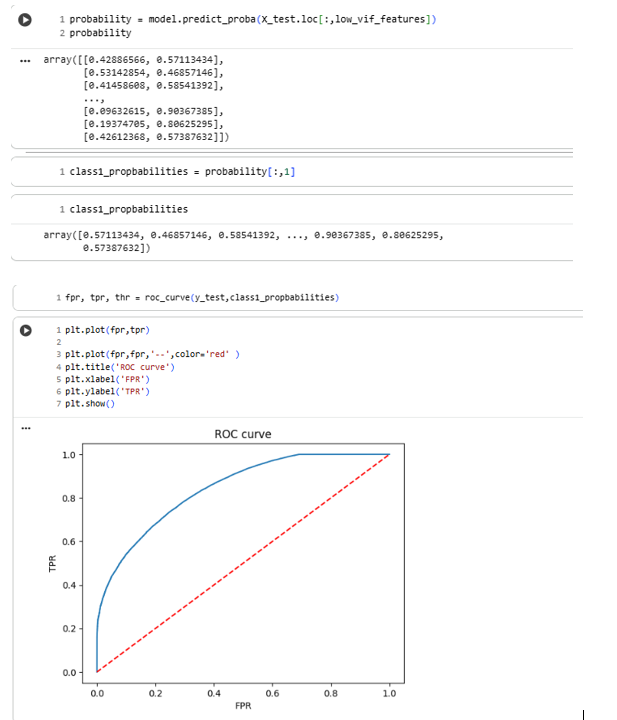 1 probability = model.predict_proba(X_test.loc[:,low_vif_features])
2 probability
... array([[0.42886566, 0.57113434],
[0.53142854, 0.46857146],
[0.41458608, 0.58541392],
...,
[0.09632615, 0.90367385],
[0.19374705, 0.80625295],
[0.42612368, 0.57387632]])
1 class1_propbabilities = probability[:,1]
1 class1_propbabilities
array([0.57113434, 0.46857146, 0.58541392, ..., 0.90367385, 0.80625295,
0.57387632])
1 fpr, tpr, thr = roc_curve(y_test,class1_propbabilities)
1 plt.plot(fpr,tpr)
2
3 plt.plot(fpr,fpr,'--',color='red' )
4 plt.title('ROC curve')
5 plt.xlabel('FPR')
6 plt.ylabel('TPR')
7 plt.show()
...
ROC curve
1.0
0.8
0.6
TPR
0.4
0.2
0.0
0.0 0.2 0.4 0.6 0.8 1.0
FPR